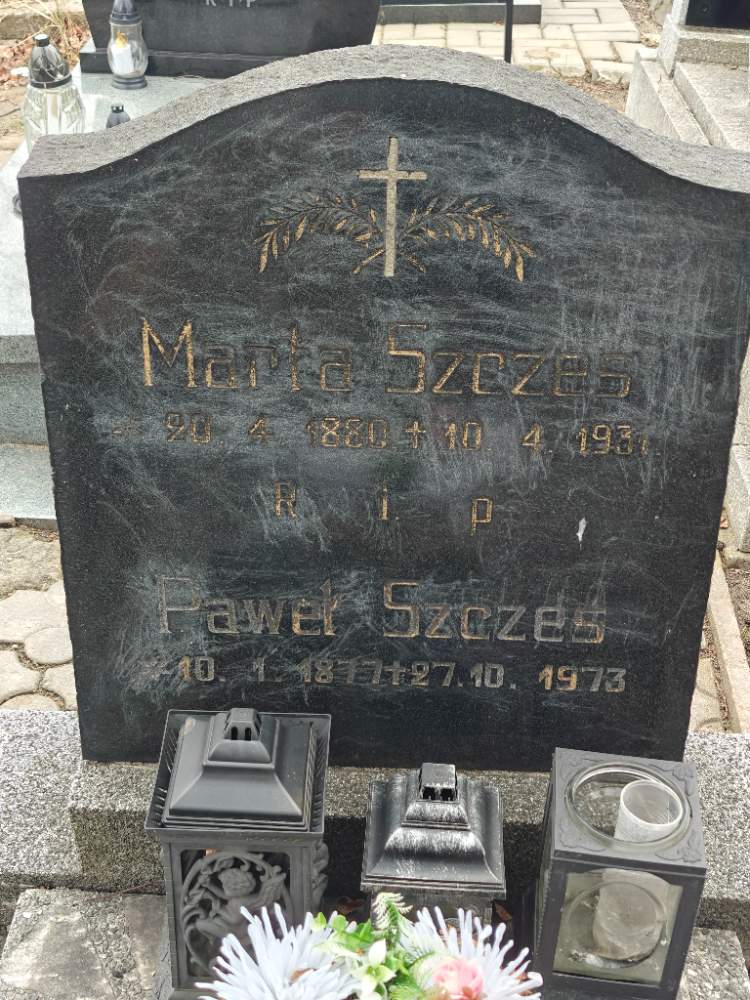 R I P
Marta Szczes
* 20. 4. 1880 + 10. 4. 1931.
R i p
Paweł Szczes
* 10. 1. 1877 + 27. 10. 1973